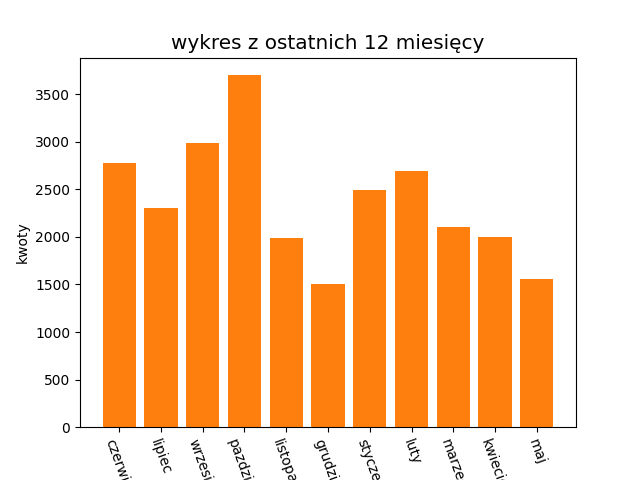 wykres z ostatnich 12 miesięcy
kwoty
3500
3000
2500
2000
1500
1000
500
0
czerwi
lipiec
wrzesi
pazdzi
listopa
grudzi
stycze
luty
marze
kwieci
maj